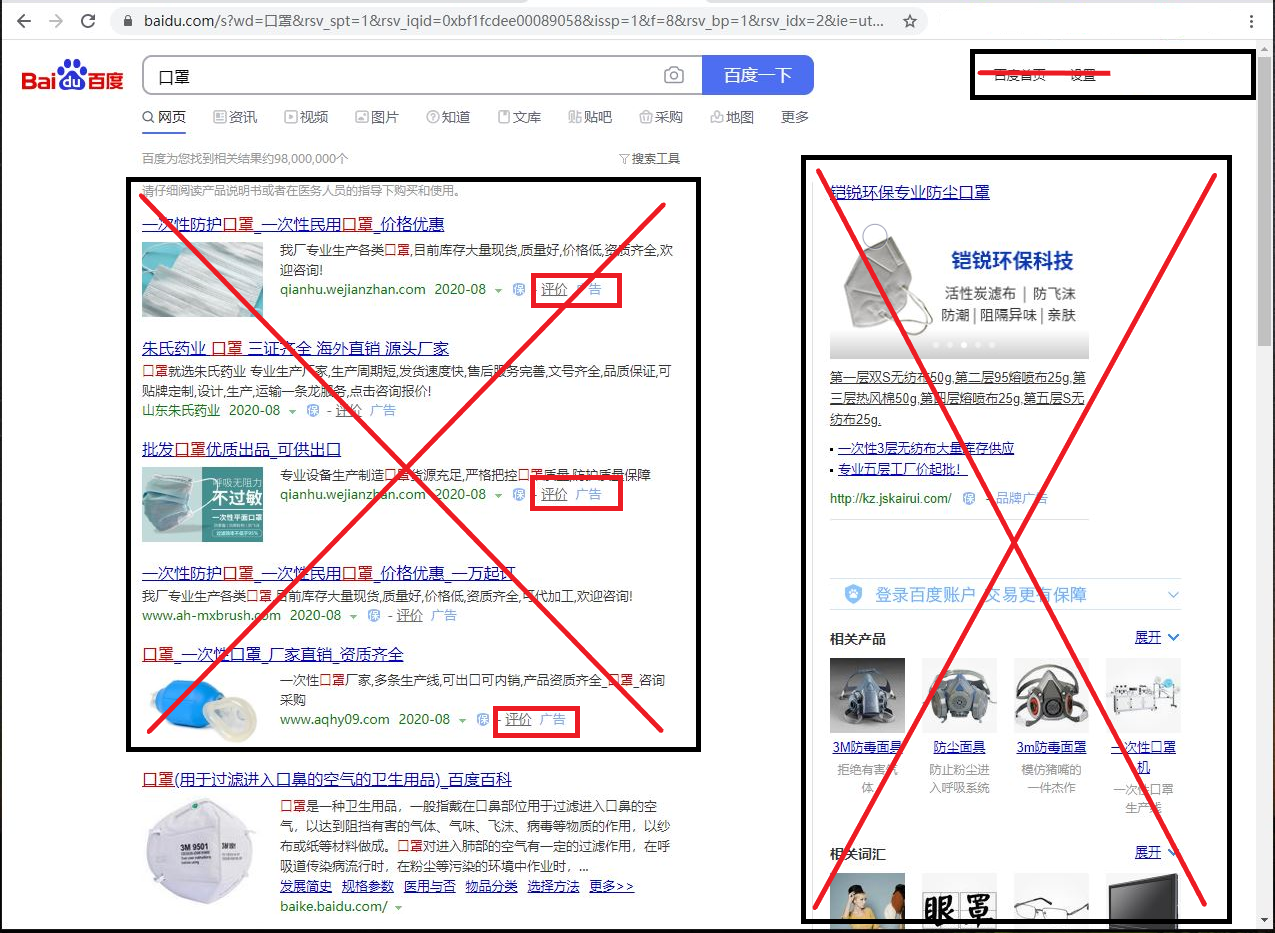 baidu.com/s?wd=口罩&rsv_spt=1&rsv_iqid=0xbf1fcdee00089058&issp=1&f=8&rsv_bp=1&rsv_idx=2&ie=ut...
Bai du 百度
口罩
百度一下
百度首页 设置
网页 资讯 视频 图片 知道 文库 贴吧 采购 地图 更多
百度为您找到相关结果约98,000,000个
搜索工具
请仔细阅读产品说明书或者在医务人员的指导下购买和使用。
一次性防护口罩_一次性民用口罩_价格优惠
我厂专业生产各类口罩,目前库存大量现货,质量好,价格低,资质齐全,欢
迎咨询!
qianhu.wejianzhan.com 2020-08 保 - 评价 广告
朱氏药业 口罩 三证齐全 海外直销 源头厂家
口罩就选朱氏药业 专业生产厂家,生产周期短,发货速度快,售后服务完善,文号齐全,品质保证,可
贴牌定制,设计,生产,运输一条龙服务,点击咨询报价!
山东朱氏药业 2020-08 保 - 评价 广告
批发口罩优质出品_可供出口
呼吸无阻力
不过敏
一次性平面口罩
专业设备生产制造口罩货源充足,严格把控口罩质量,防护质量保障
qianhu.wejianzhan.com 2020-08 保 - 评价 广告
一次性防护口罩_一次性民用口罩_价格优惠_一万起订
我厂专业生产各类口罩,目前库存大量现货,质量好,价格低,资质齐全,可代加工,欢迎咨询!
www.ah-mxbrush.com 2020-08 保 - 评价 广告
口罩_一次性口罩_厂家直销_资质齐全
一次性口罩厂家,多条生产线,可出口可内销,产品资质齐全_口罩_咨询
采购
www.aqhy09.com 2020-08 保 - 评价 广告
口罩(用于过滤进入口鼻的空气的卫生用品)_百度百科
3M 9501
口罩是一种卫生用品，一般指戴在口鼻部位用于过滤进入口鼻的空
气，以达到阻挡有害的气体、气味、飞沫、病毒等物质的作用，以纱
布或纸等材料做成。口罩对进入肺部的空气有一定的过滤作用，在呼
吸道传染病流行时，在粉尘等污染的环境中作业时，...
发展简史 规格参数 医用与否 物品分类 选择方法 更多>>
baike.baidu.com/
铠锐环保专业防尘口罩
铠锐环保科技
活性炭滤布 | 防飞沫
防潮 | 阻隔异味 | 亲肤
第一层双S无纺布50g,第二层95熔喷布25g,第
三层热风棉50g,第四层熔喷布25g,第五层S无
纺布25g.
一次性3层无纺布大量库存供应
专业五层工厂价起批！
http://kz.jskairui.com/ 保 - 品牌广告
登录百度账户 交易更有保障
相关产品 展开
3M防毒面具 防尘面具 3m防毒面罩 一次性口罩
机
拒绝有害气 防止粉尘进 模仿猪嘴的 一次性口罩
体 入呼吸系统 一件杰作 生产线
相关词汇 展开
眼罩